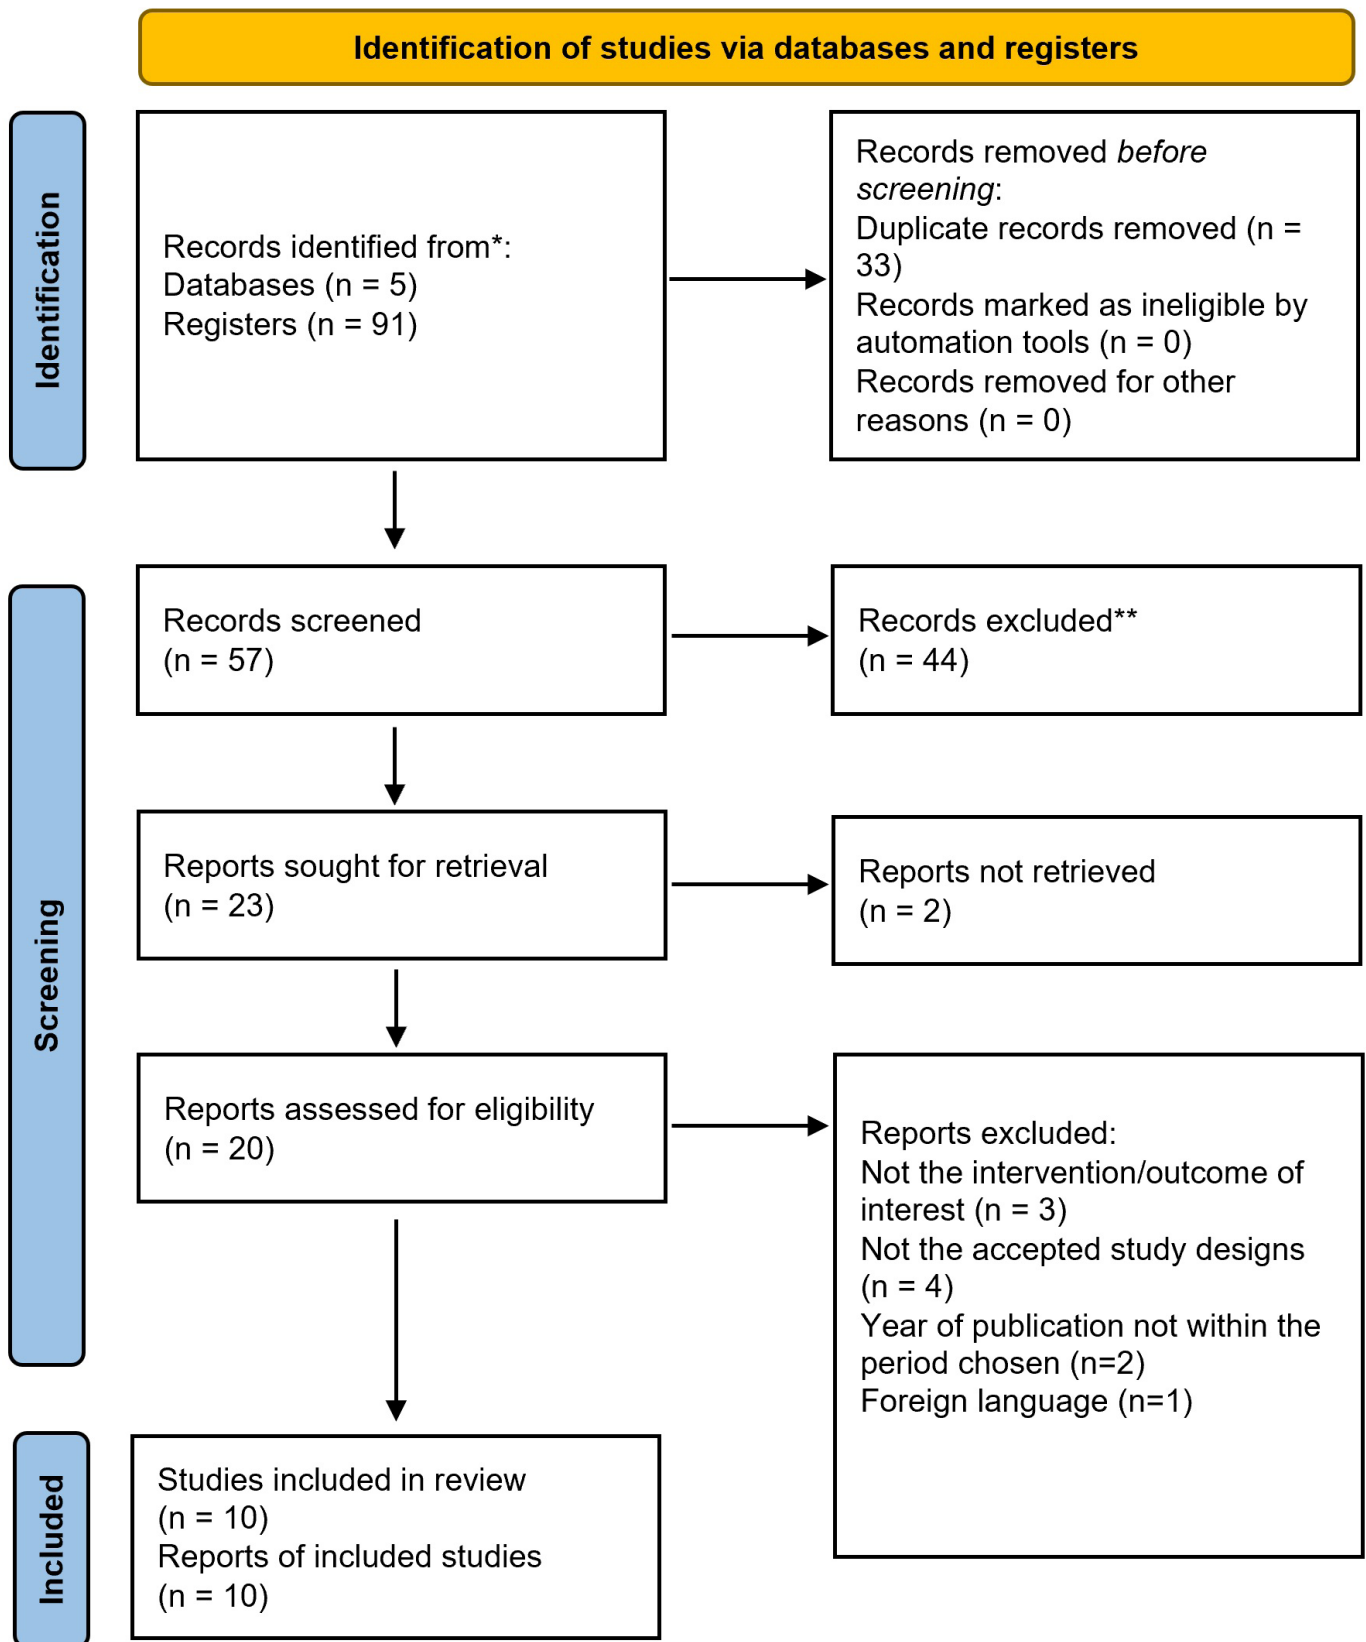 Identification of studies via databases and registers
Identification
Records identified from*:
Databases (n = 5)
Registers (n = 91)
Records removed before
screening:
Duplicate records removed (n =
33)
Records marked as ineligible by
automation tools (n = 0)
Records removed for other
reasons (n = 0)
Screening
Records screened
(n = 57)
Records excluded**
(n = 44)
Reports sought for retrieval
(n = 23)
Reports not retrieved
(n = 2)
Reports assessed for eligibility
(n = 20)
Reports excluded:
Not the intervention/outcome of
interest (n = 3)
Not the accepted study designs
(n = 4)
Year of publication not within the
period chosen (n=2)
Foreign language (n=1)
Included
Studies included in review
(n = 10)
Reports of included studies
(n = 10)